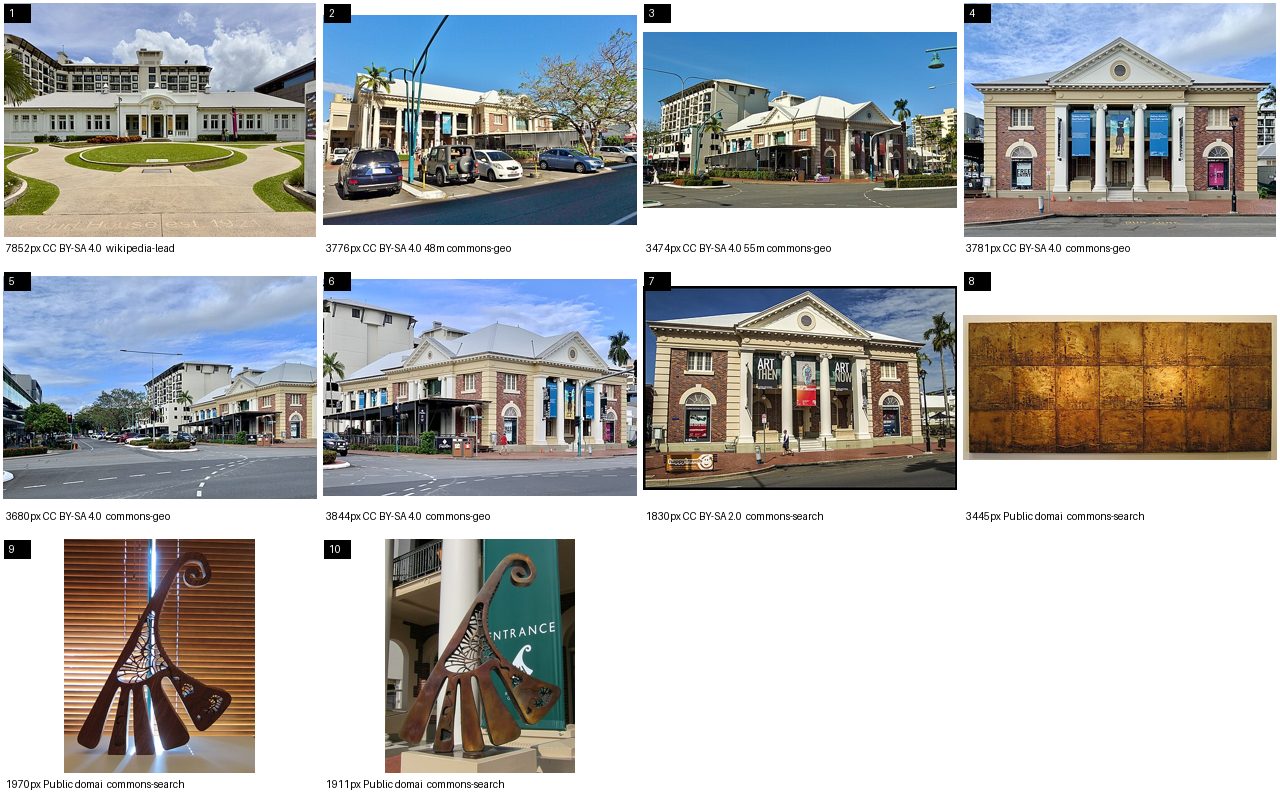 1
2
3
4
7852px CC BY-SA 4.0 wikipedia-lead
3776px CC BY-SA 4.0 48m commons-geo
3474px CC BY-SA 4.0 55m commons-geo
3781px CC BY-SA 4.0 commons-geo
5
6
7
ART
THEN
ART
NOW
8
3680px CC BY-SA 4.0 commons-geo
3844px CC BY-SA 4.0 commons-geo
1830px CC BY-SA 2.0 commons-search
3445px Public domai commons-search
9
10
ENTRANCE
1970px Public domai commons-search
1911px Public domai commons-search